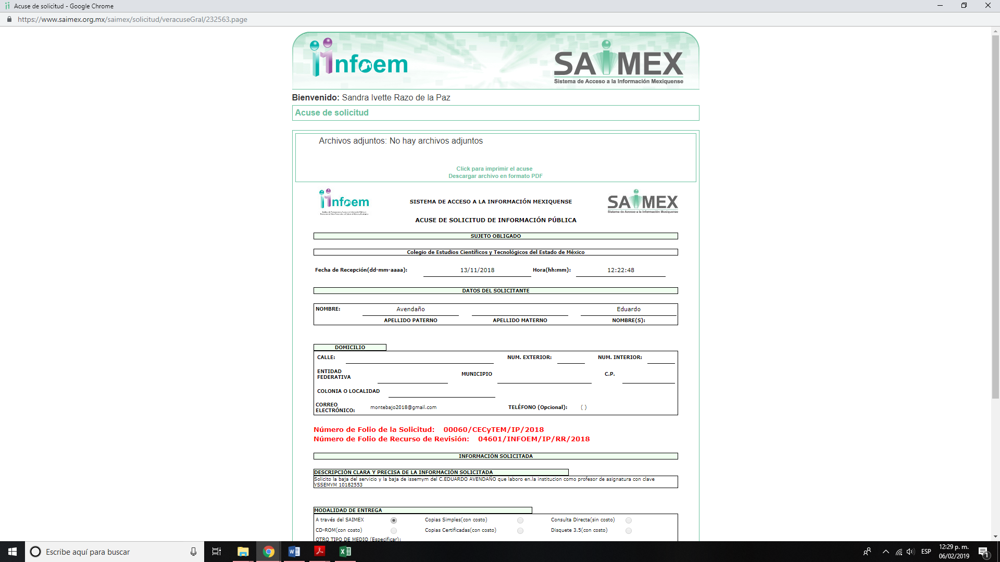 Acuse de solicitud - Google Chrome
https://www.saimex.org.mx/saimex/solicitud/veracuseGral/232563.page
infoem
SAIMEX
Sistema de Acceso a la Información Mexiquense
Bienvenido: Sandra Ivette Razo de la Paz
Acuse de solicitud
Archivos adjuntos: No hay archivos adjuntos
Click para imprimir el acuse
Descargar archivo en formato PDF
infoem
SISTEMA DE ACCESO A LA INFORMACIÓN MEXIQUENSE
SAIMEX
Sistema de Acceso a la Información Mexiquense
ACUSE DE SOLICITUD DE INFORMACIÓN PÚBLICA
SUJETO OBLIGADO
Colegio de Estudios Científicos y Tecnológicos del Estado de México
Fecha de Recepción(dd-mm-aaaa): 13/11/2018 Hora(hh:mm): 12:22:48
DATOS DEL SOLICITANTE
NOMBRE: Avendaño Eduardo
APELLIDO PATERNO APELLIDO MATERNO NOMBRE(S):
DOMICILIO
CALLE: NUM. EXTERIOR: NUM. INTERIOR:
ENTIDAD FEDERATIVA MUNICIPIO C.P.
COLONIA O LOCALIDAD
CORREO ELECTRÓNICO: montebajo2018@gmail.com TELÉFONO (Opcional): ( )
Número de Folio de la Solicitud: 00060/CECyTEM/IP/2018
Número de Folio de Recurso de Revisión: 04601/INFOEM/IP/RR/2018
INFORMACIÓN SOLICITADA
DESCRIPCIÓN CLARA Y PRECISA DE LA INFORMACIÓN SOLICITADA
Solicito la baja del servicio y la baja de issemym del C.EDUARDO AVENDAÑO que laboro en.la institucion como profesor de asignatura con clave
YSSEMYM 10182553
MODALIDAD DE ENTREGA
A través del SAIMEX Copias Simples(con costo) Consulta Directa(sin costo)
CD-ROM(con costo) Copias Certificadas(con costo) Disquete 3.5(con costo)
OTRO TIPO DE MEDIO (Especificar):
Escribe aquí para buscar
ESP
12:29 p. m.
06/02/2019
1